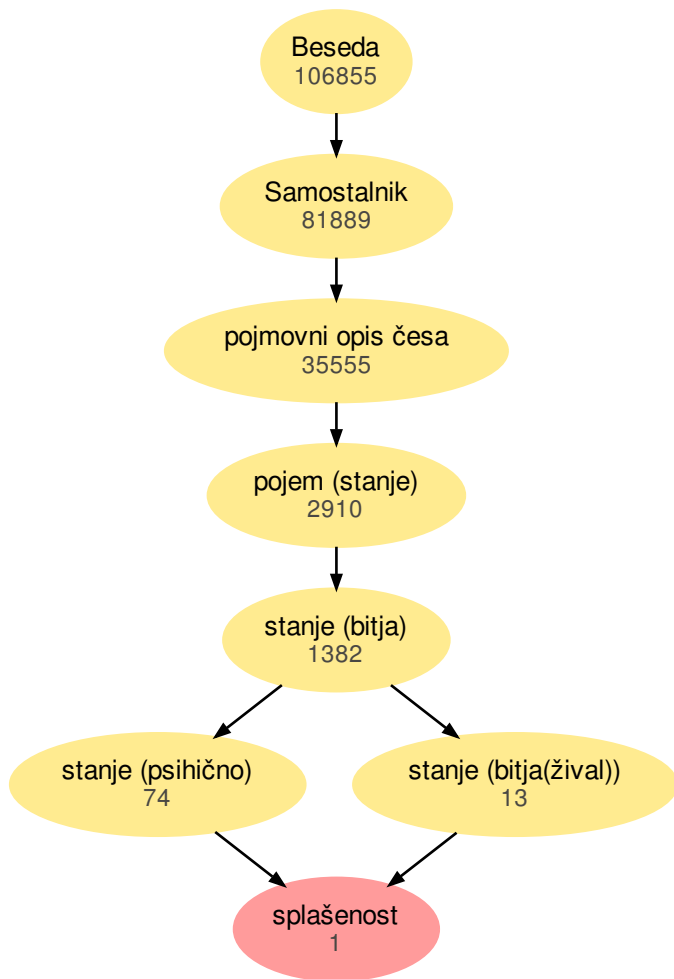 Beseda
106855
Samostalnik
81889
pojmovni opis česa
35555
pojem (stanje)
2910
stanje (bitja)
1382
stanje (psihično)
74
stanje (bitja(žival))
13
splašenost
1